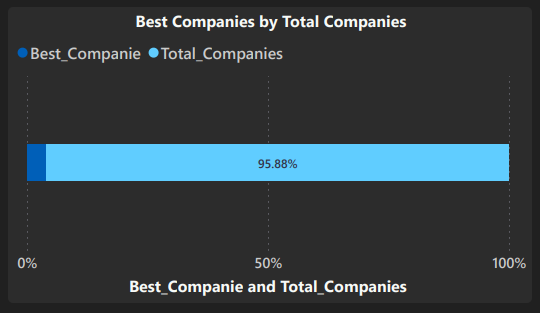 Best Companies by Total Companies
Best_Companie Total_Companies
95.88%
0% 50% 100%
Best_Companie and Total_Companies